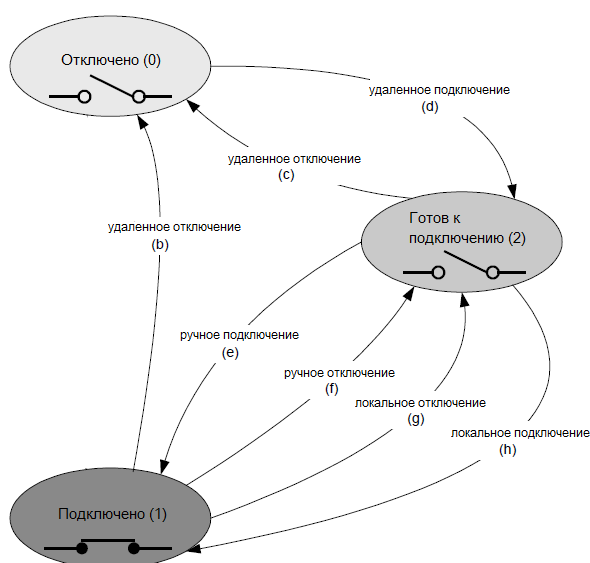 Отключено (0)
удаленное подключение
(d)
удаленное отключение
(c)
Готов к
подключению (2)
удаленное отключение
(b)
ручное подключение
(e)
ручное отключение
(f)
локальное отключение
(g)
локальное подключение
(h)
Подключено (1)